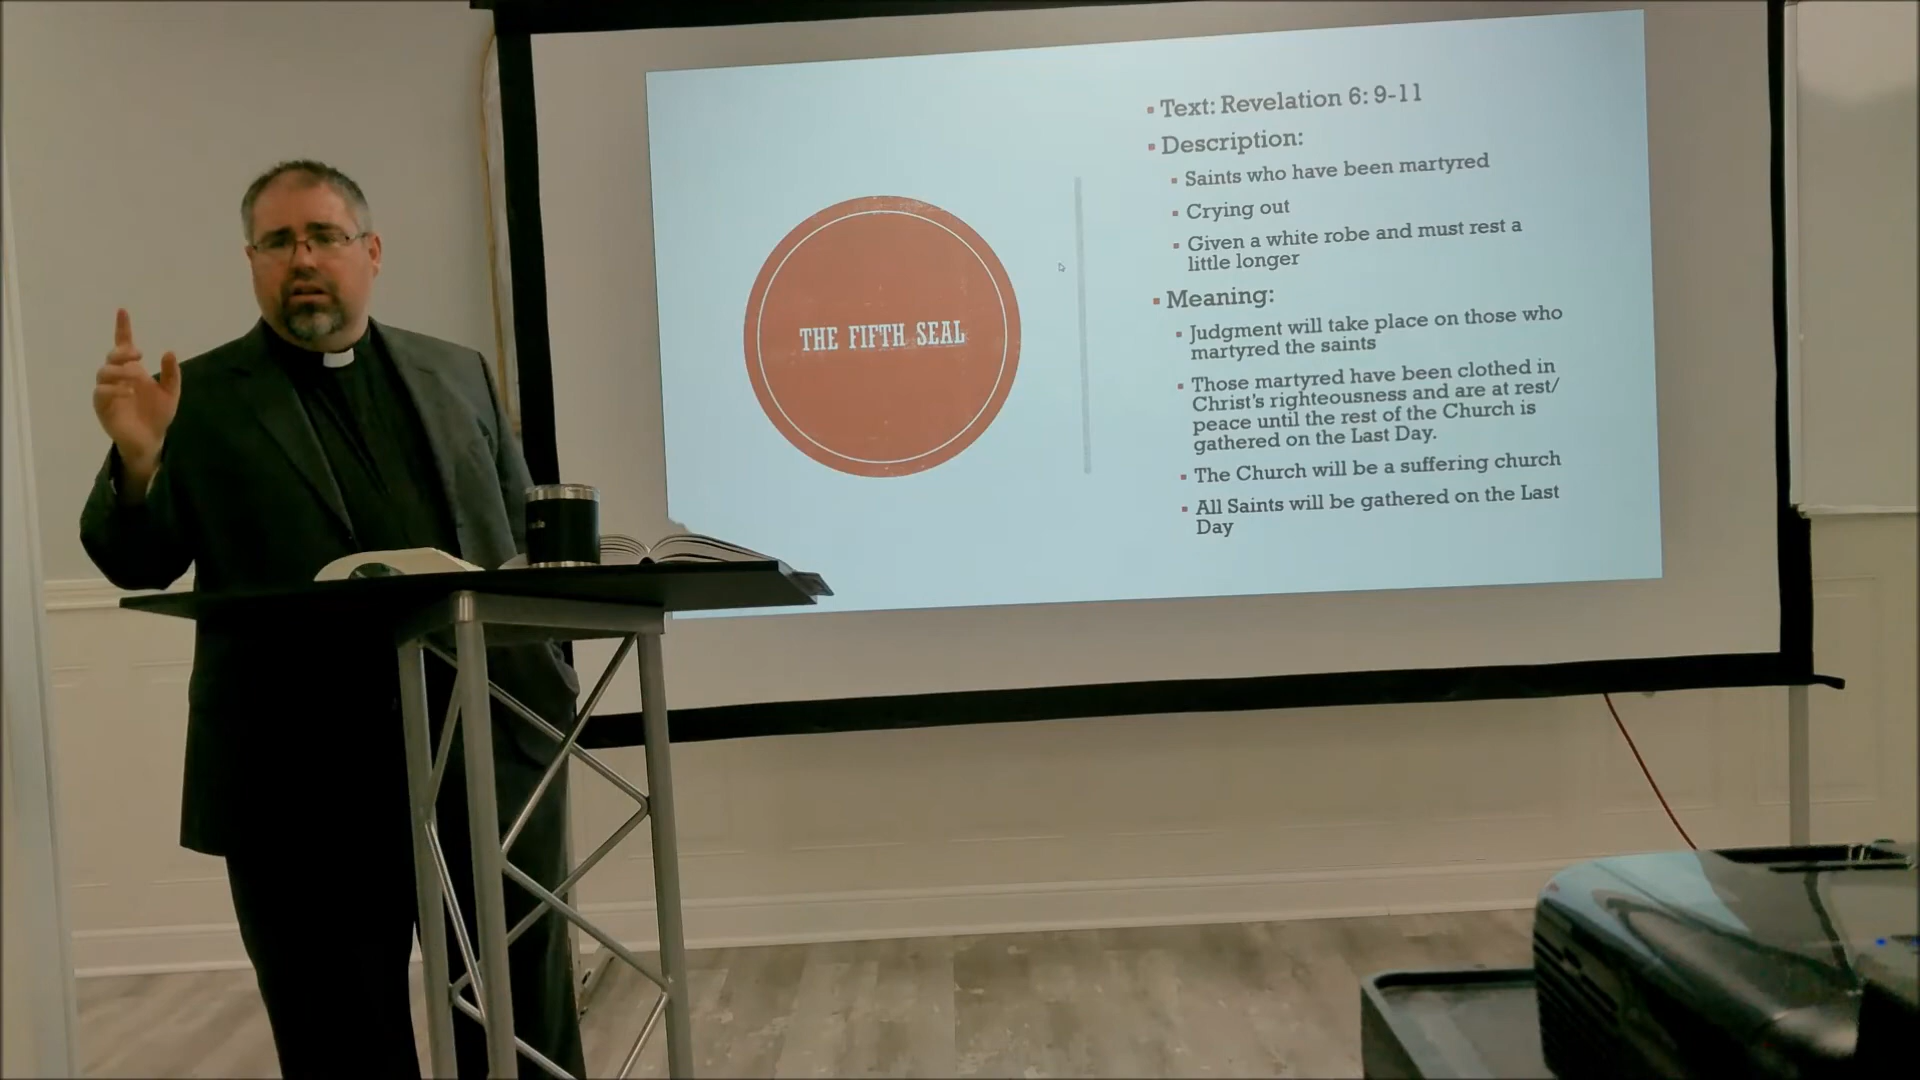 THE FIFTH SEAL
Text: Revelation 6: 9-11
Description:
Saints who have been martyred
Crying out
Given a white robe and must rest a
little longer
Meaning:
Judgment will take place on those who
martyred the saints
Those martyred have been clothed in
Christ's righteousness and are at rest/
peace until the rest of the Church is
gathered on the Last Day.
The Church will be a suffering church
All Saints will be gathered on the Last
Day